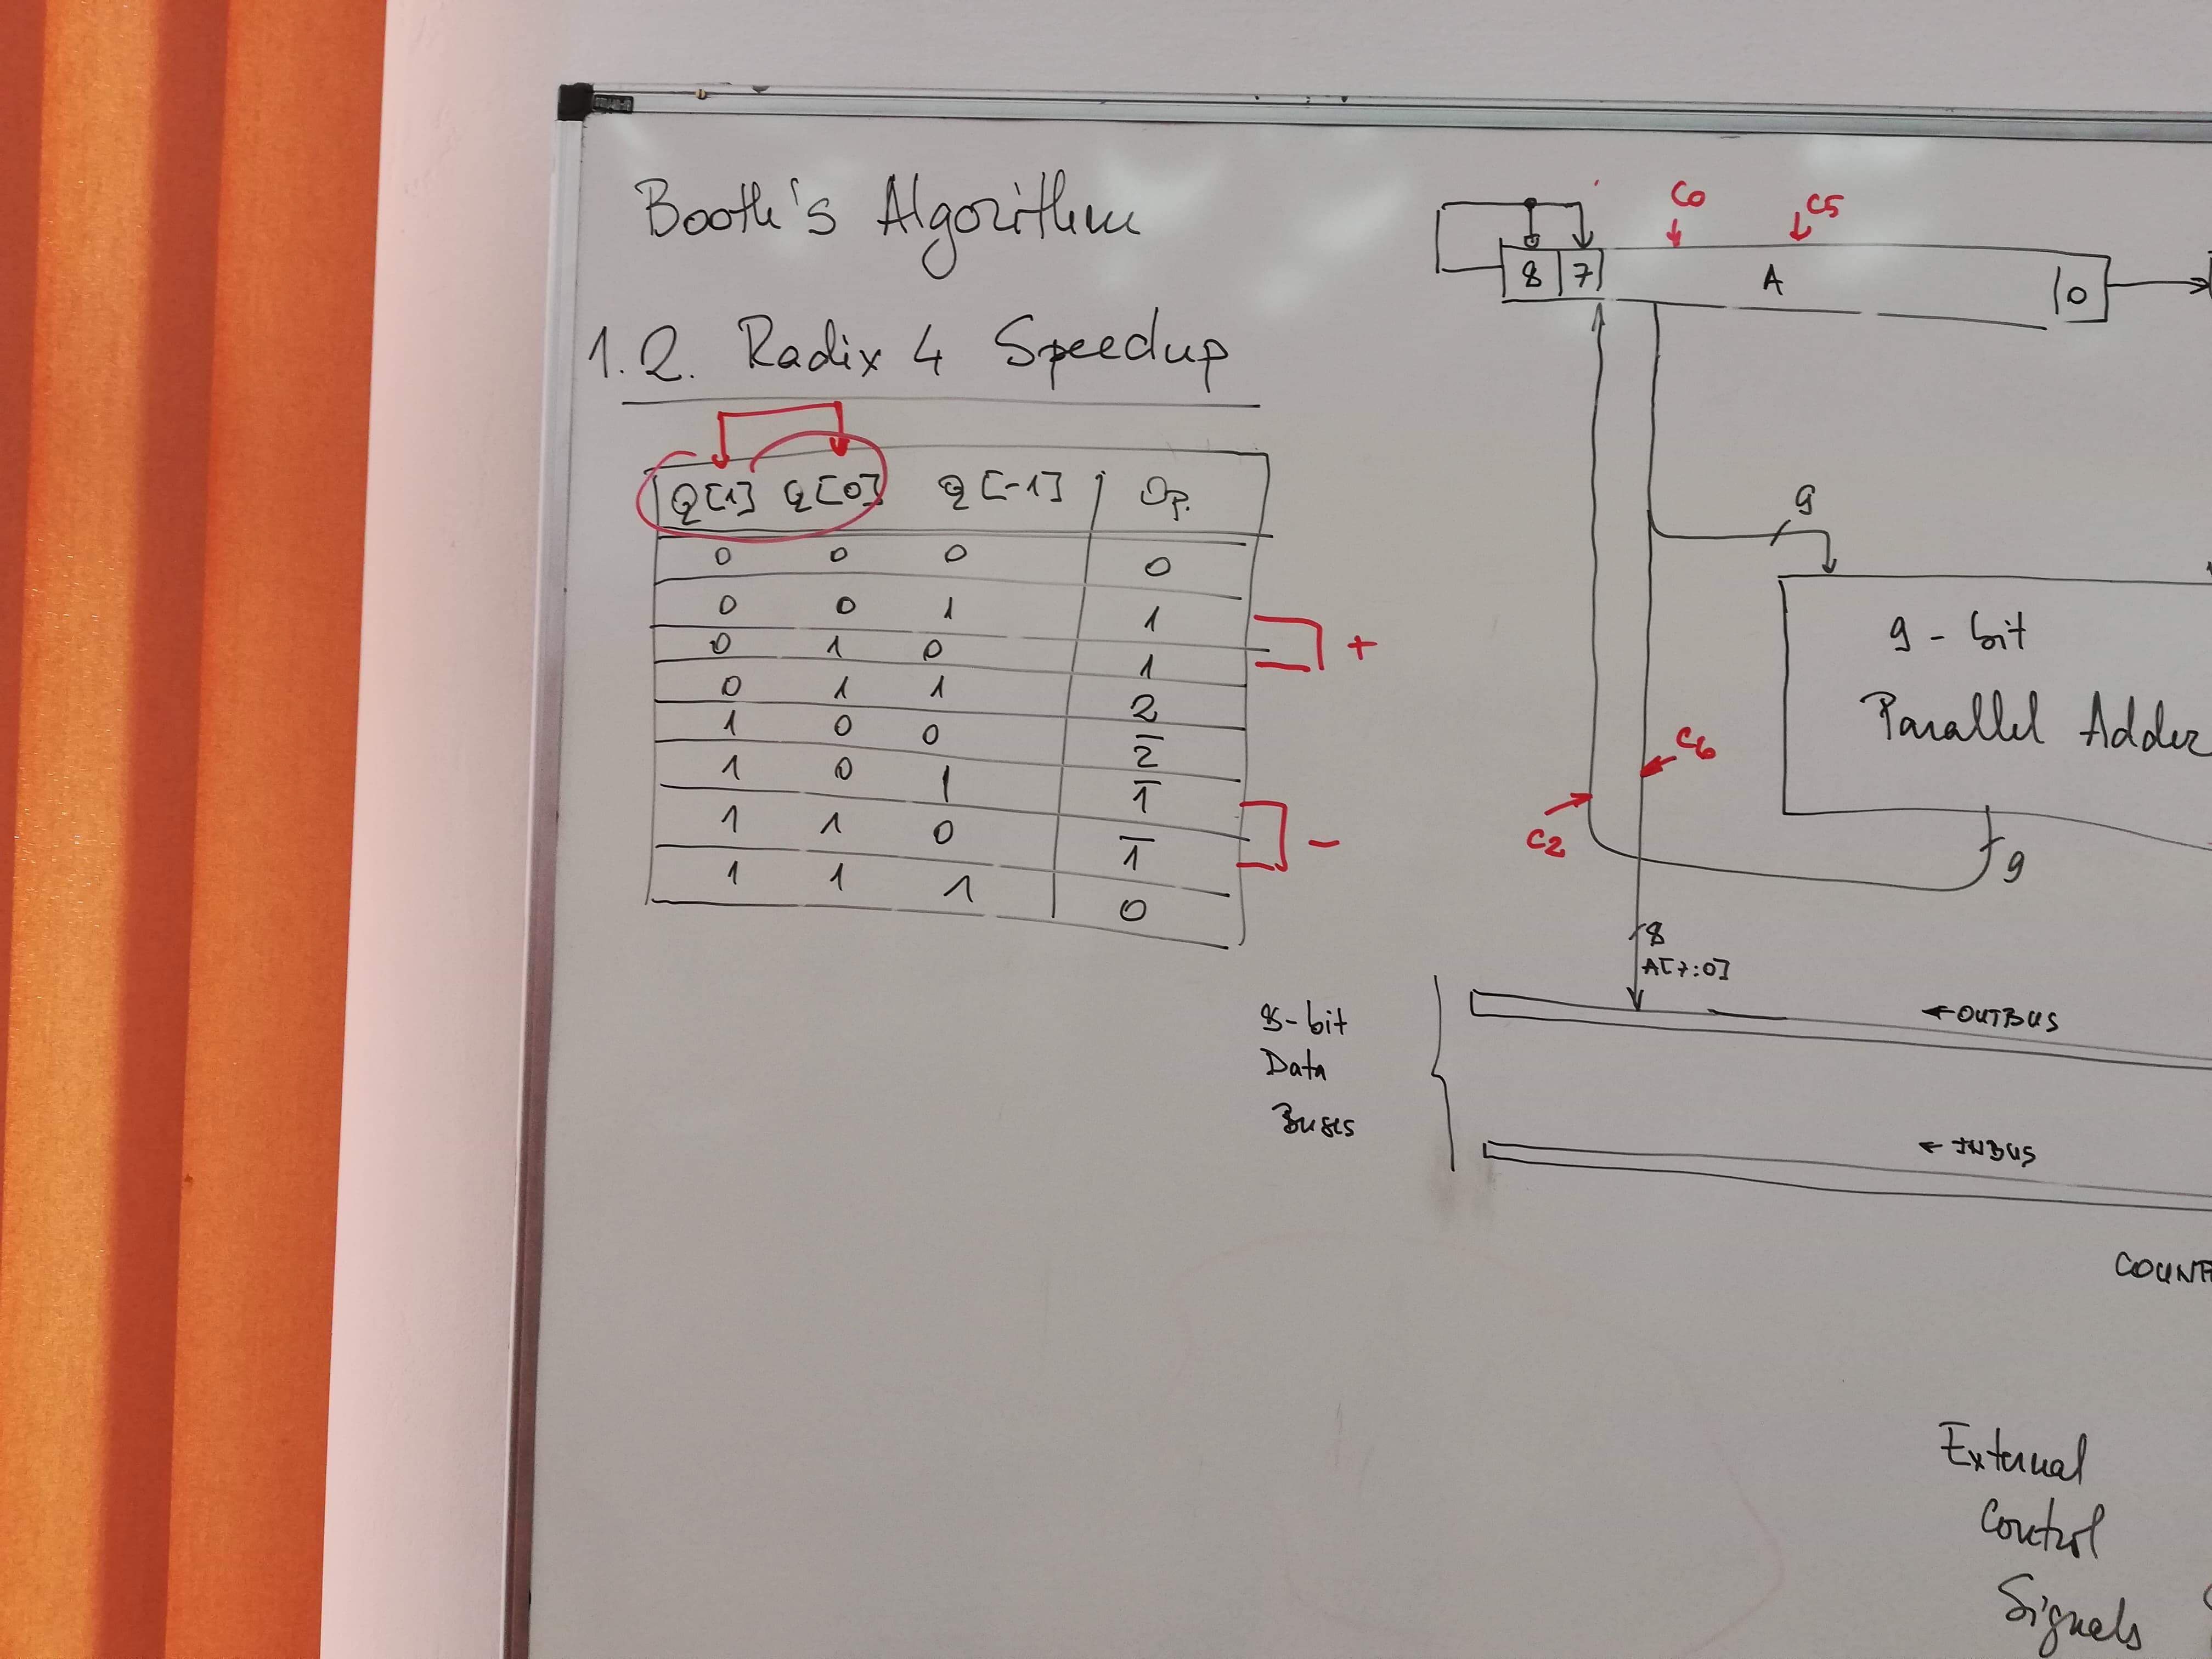 Booth's Algorithm
1.2. Radix 4 Speedup
Q[1] Q[0] Q[-1] Op.
0 0 0 0
0 0 1 1
0 1 0 1
0 1 1 2
1 0 0 2̅
1 0 1 1̅
1 1 0 1̅
1 1 1 0
+
-
C0
C5
8 7 A 0
9
9-bit
Parallel Adder
C6
C2
9
8
A[7:0]
8-bit
Data
Buses
←OUTBUS
←INBUS
COUNT
External
Control
Signals